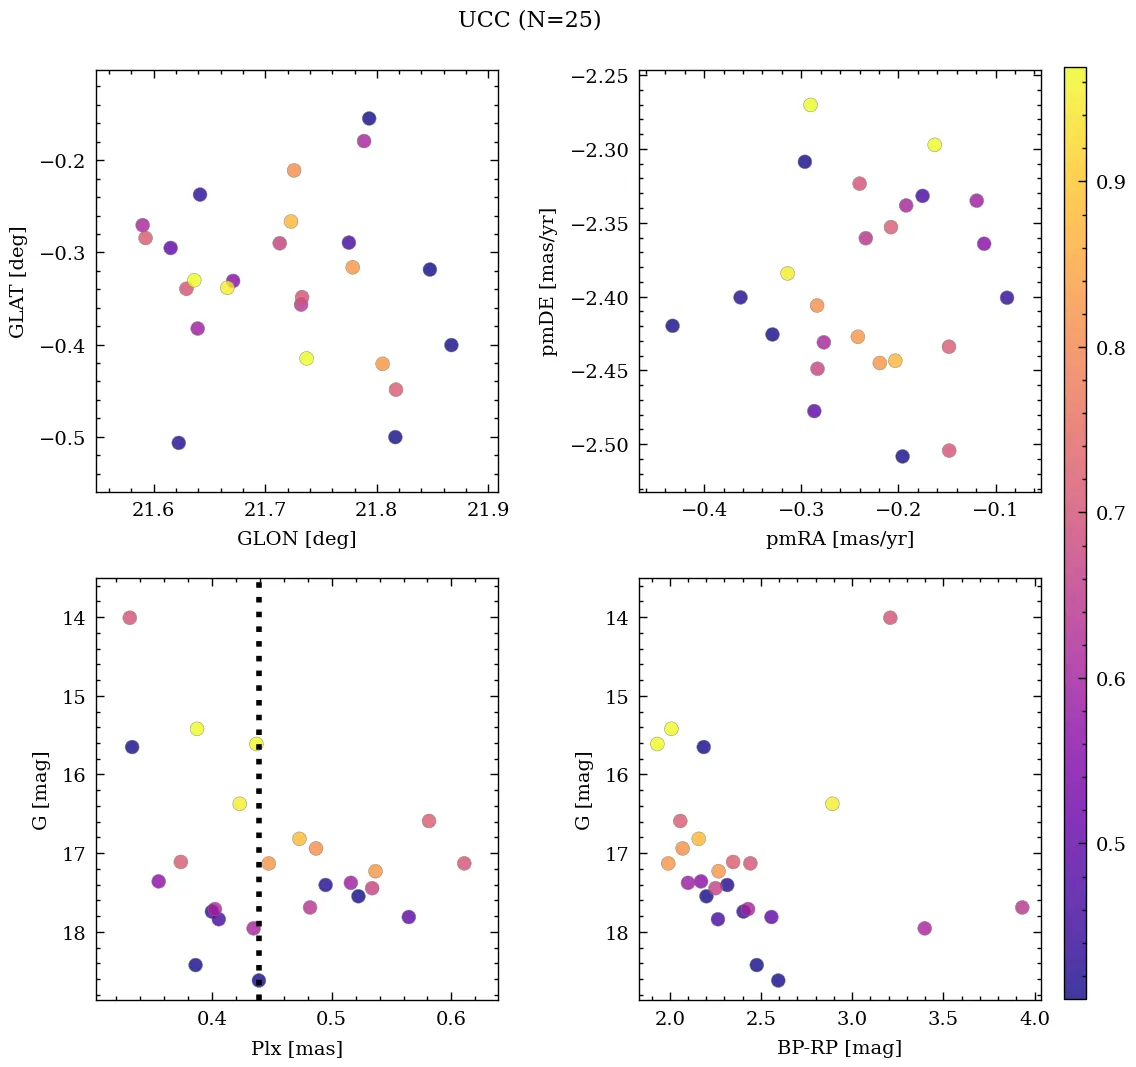 UCC (N=25)
−0.2
−0.3
−0.4
−0.5
GLAT [deg]
21.6 21.7 21.8 21.9
GLON [deg]
−2.25
−2.30
−2.35
−2.40
−2.45
−2.50
pmDE [mas/yr]
−0.4 −0.3 −0.2 −0.1
pmRA [mas/yr]
14
15
16
17
18
G [mag]
0.4 0.5 0.6
Plx [mas]
14
15
16
17
18
G [mag]
2.0 2.5 3.0 3.5 4.0
BP-RP [mag]
0.9
0.8
0.7
0.6
0.5